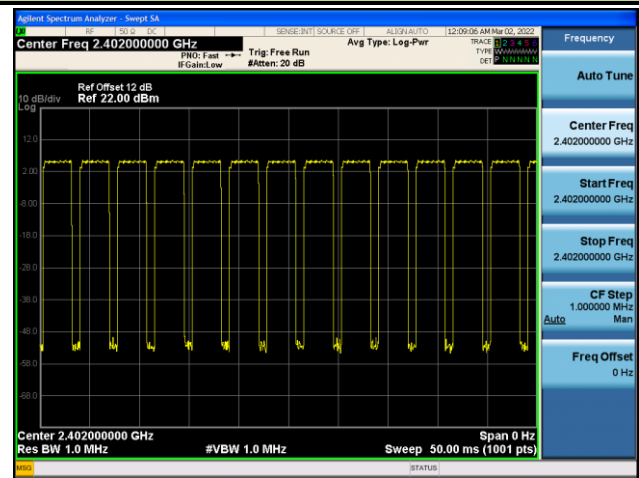 Agilent Spectrum Analyzer - Swept SA
RF 50 Ω DC SENSE:INT SOURCE OFF ALIGNAUTO 12:09:06 AM Mar 02, 2022
Center Freq 2.402000000 GHz
PNO: Fast
IFGain:Low
Trig: Free Run
#Atten: 20 dB
Avg Type: Log-Pwr
TRACE 1 2 3 4 5 6
TYPE WWWWWW
DET P N N N N N
Ref Offset 12 dB
10 dB/div Ref 22.00 dBm
Log
12.0
2.00
-8.00
-18.0
-28.0
-38.0
-48.0
-58.0
-68.0
Center 2.402000000 GHz Span 0 Hz
Res BW 1.0 MHz #VBW 1.0 MHz Sweep 50.00 ms (1001 pts)
MSG STATUS
Frequency
Auto Tune
Center Freq
2.402000000 GHz
Start Freq
2.402000000 GHz
Stop Freq
2.402000000 GHz
CF Step
1.000000 MHz
Auto Man
Freq Offset
0 Hz